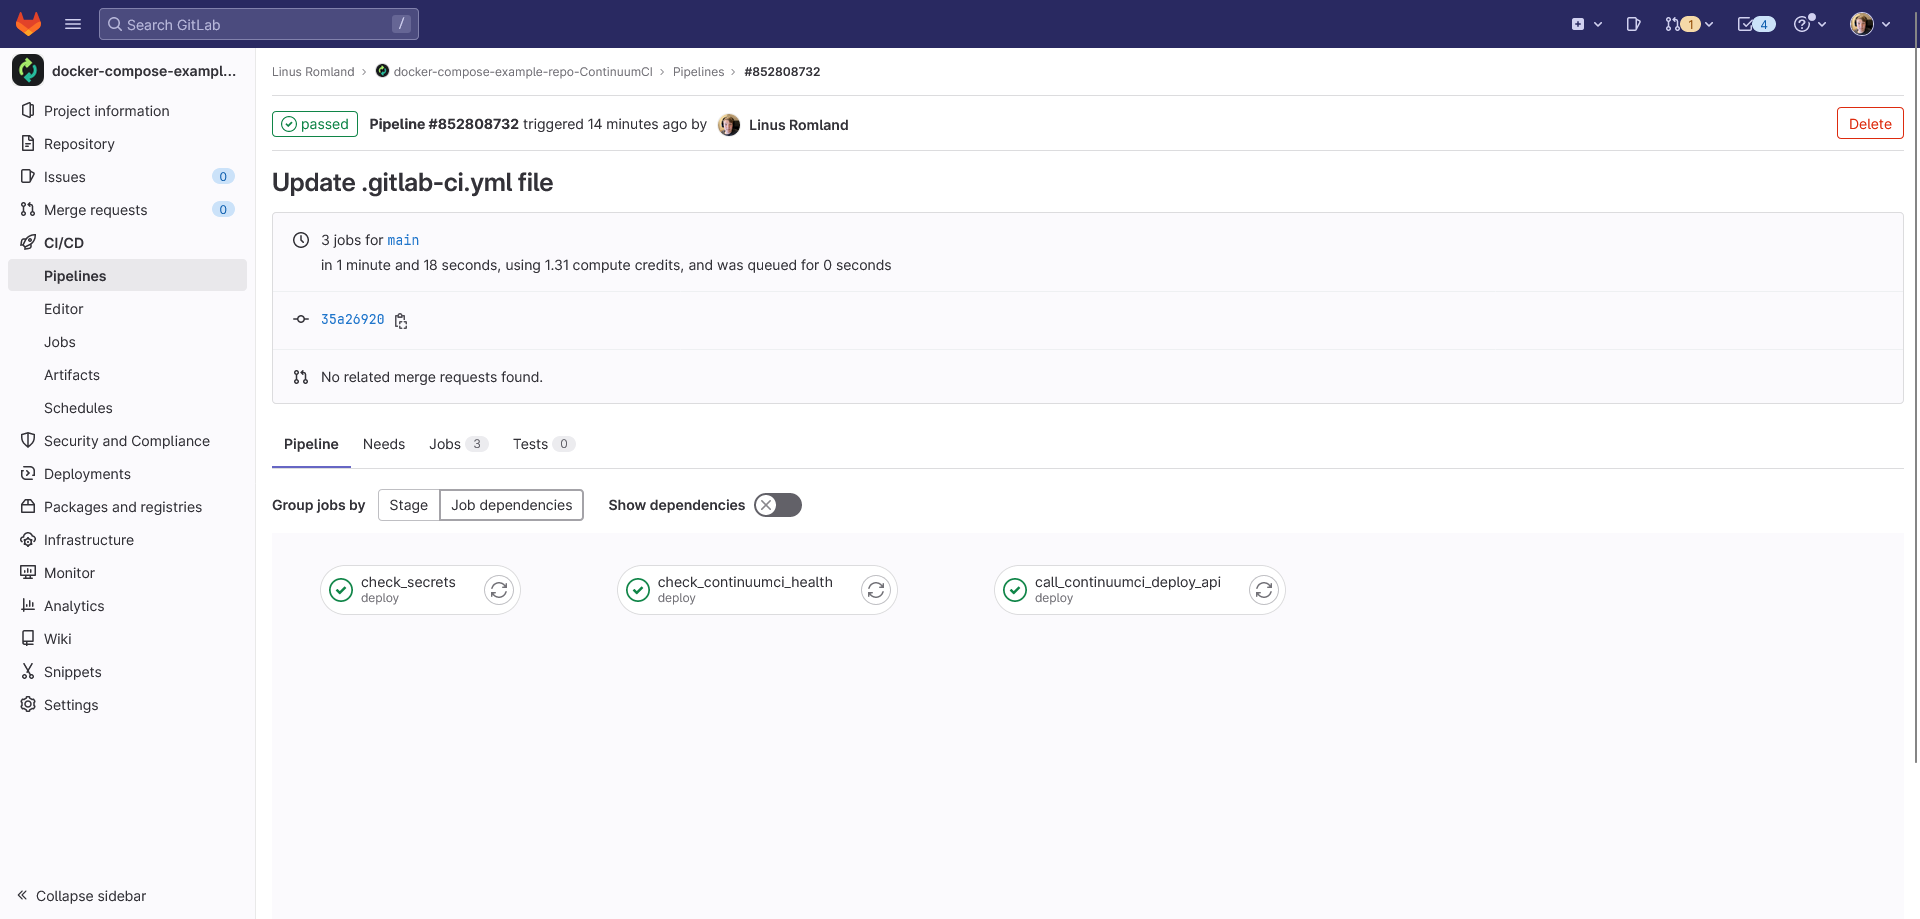 Search GitLab /
1
4
docker-compose-exampl...
Project information
Repository
Issues 0
Merge requests 0
CI/CD
Pipelines
Editor
Jobs
Artifacts
Schedules
Security and Compliance
Deployments
Packages and registries
Infrastructure
Monitor
Analytics
Wiki
Snippets
Settings
Collapse sidebar
Linus Romland › docker-compose-example-repo-ContinuumCI › Pipelines › #852808732
passed Pipeline #852808732 triggered 14 minutes ago by Linus Romland Delete
Update .gitlab-ci.yml file
3 jobs for main
in 1 minute and 18 seconds, using 1.31 compute credits, and was queued for 0 seconds
35a26920
No related merge requests found.
Pipeline Needs Jobs 3 Tests 0
Group jobs by Stage Job dependencies Show dependencies
check_secrets
deploy
check_continuumci_health
deploy
call_continuumci_deploy_api
deploy